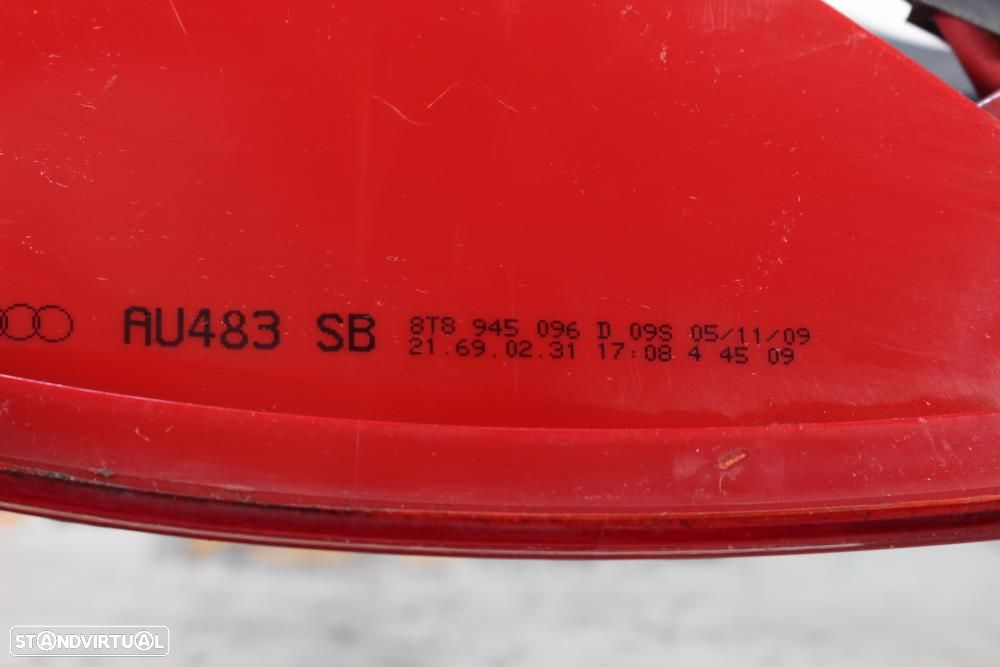 AU483 SB
8T8 945 096 D 09S 05/11/09
21.69.02.31 17:08 4 45 09
STANDVIRTUAL